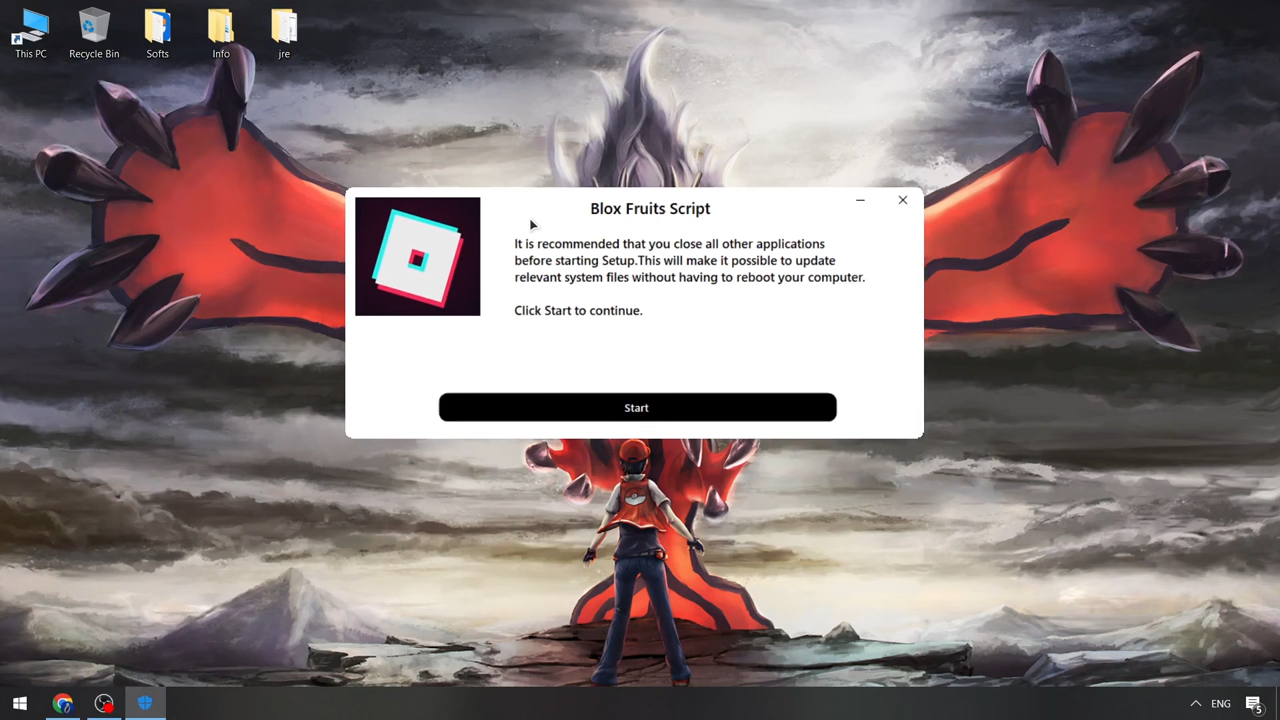 This PC
Recycle Bin
Softs
Info
jre
Blox Fruits Script
It is recommended that you close all other applications
before starting Setup.This will make it possible to update
relevant system files without having to reboot your computer.
Click Start to continue.
Start
ENG
5